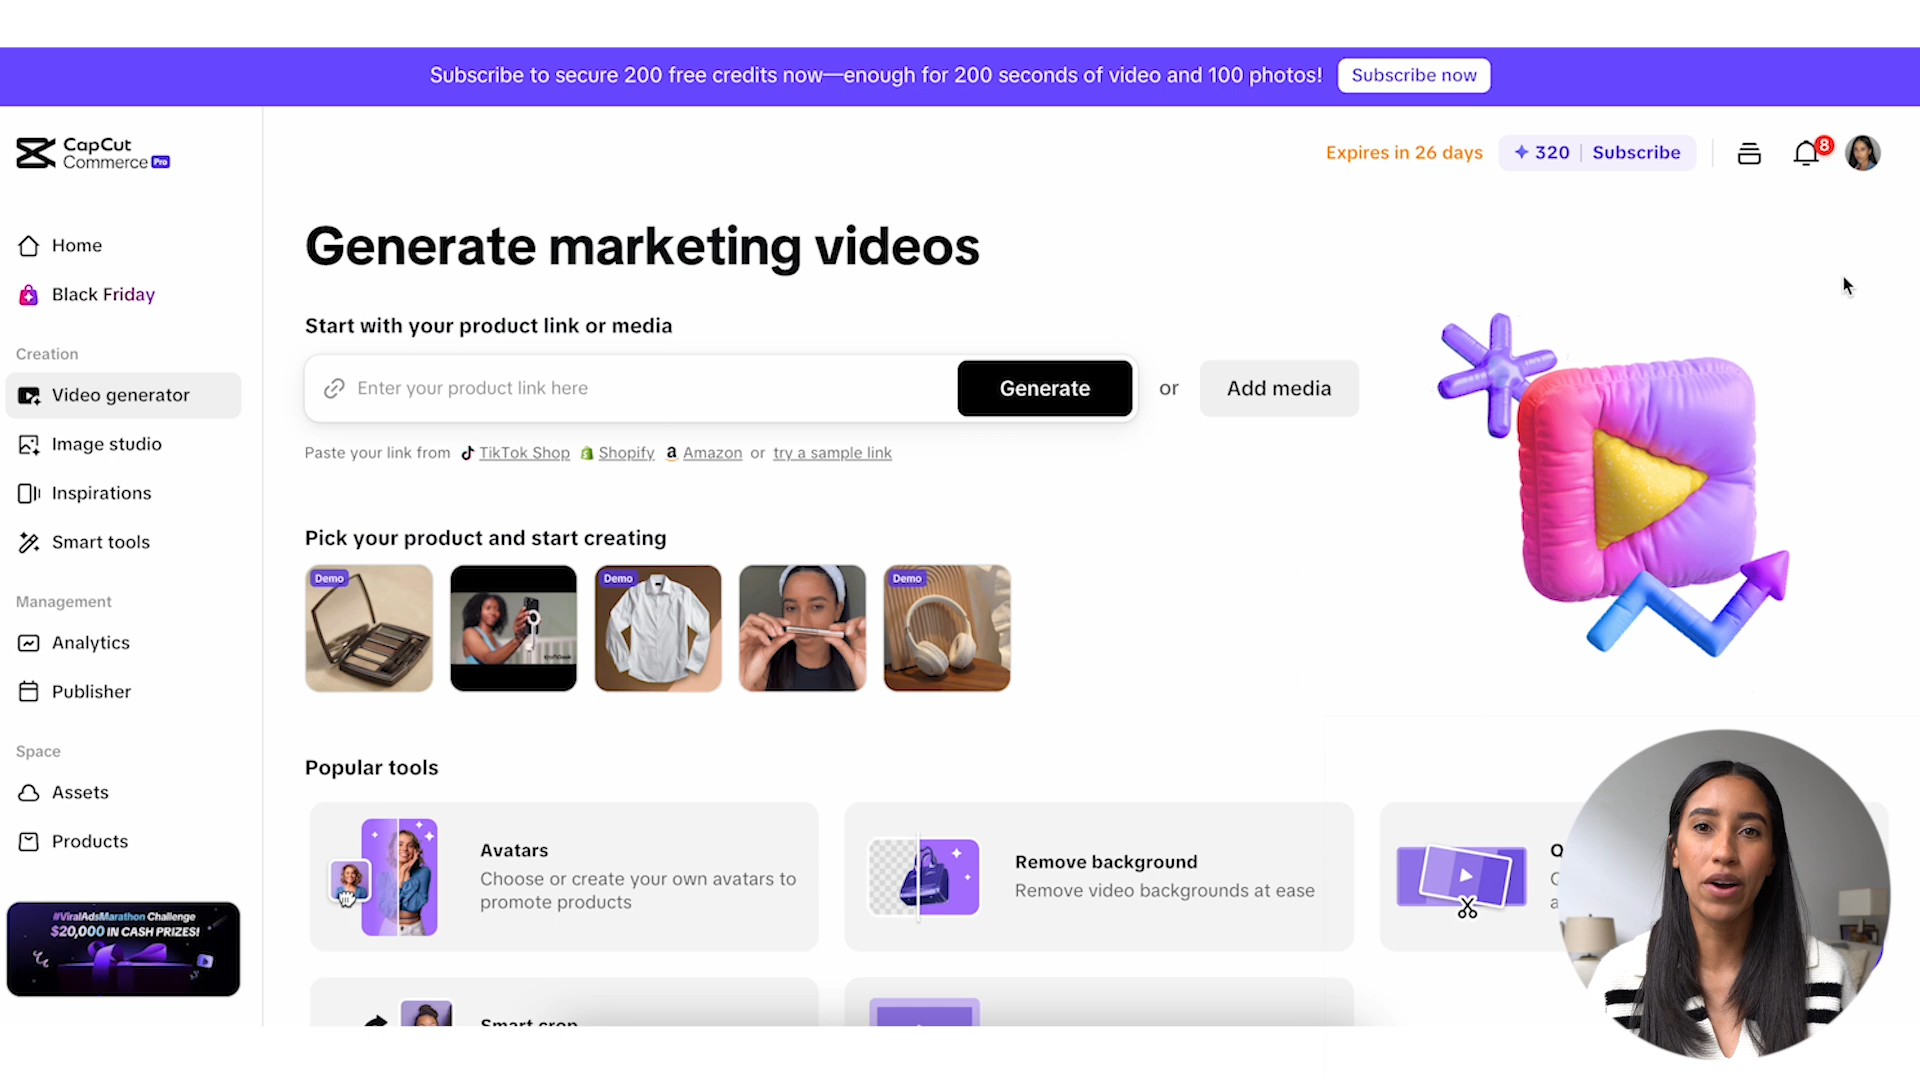 Subscribe to secure 200 free credits now—enough for 200 seconds of video and 100 photos!
Subscribe now
CapCut
Commerce Pro
Expires in 26 days
320
Subscribe
8
Home
Black Friday
Creation
Video generator
Image studio
Inspirations
Smart tools
Management
Analytics
Publisher
Space
Assets
Products
#ViralAdsMarathon Challenge
$20,000 IN CASH PRIZES!
Generate marketing videos
Start with your product link or media
Enter your product link here
Generate
or
Add media
Paste your link from TikTok Shop Shopify Amazon or try a sample link
Pick your product and start creating
Demo
Demo
Demo
Popular tools
Avatars
Choose or create your own avatars to
promote products
Remove background
Remove video backgrounds at ease
Smart crop